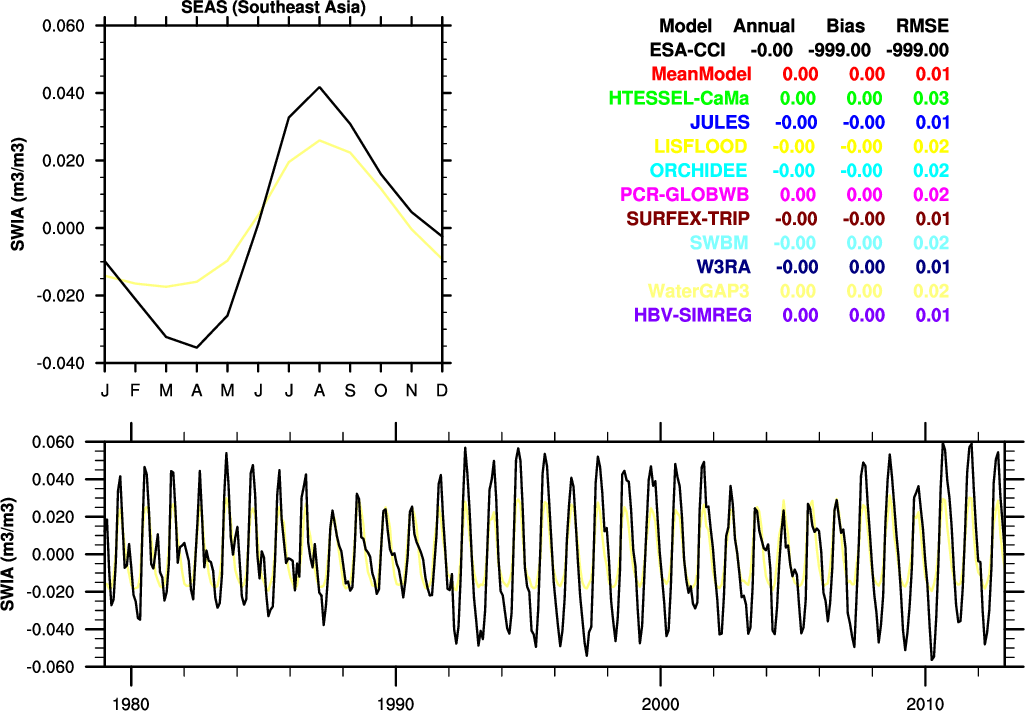 SEAS (Southeast Asia)
0.060
0.040
0.020
0.000
-0.020
-0.040
SWIA (m3/m3)
J F M A M J J A S O N D
Model Annual Bias RMSE
ESA-CCI -0.00 -999.00 -999.00
MeanModel 0.00 0.00 0.01
HTESSEL-CaMa 0.00 0.00 0.03
JULES -0.00 -0.00 0.01
LISFLOOD -0.00 -0.00 0.02
ORCHIDEE -0.00 -0.00 0.02
PCR-GLOBWB 0.00 0.00 0.02
SURFEX-TRIP -0.00 -0.00 0.01
SWBM -0.00 0.00 0.02
W3RA -0.00 0.00 0.01
WaterGAP3 0.00 0.00 0.02
HBV-SIMREG 0.00 0.00 0.01
0.060
0.040
0.020
0.000
-0.020
-0.040
-0.060
SWIA (m3/m3)
1980 1990 2000 2010